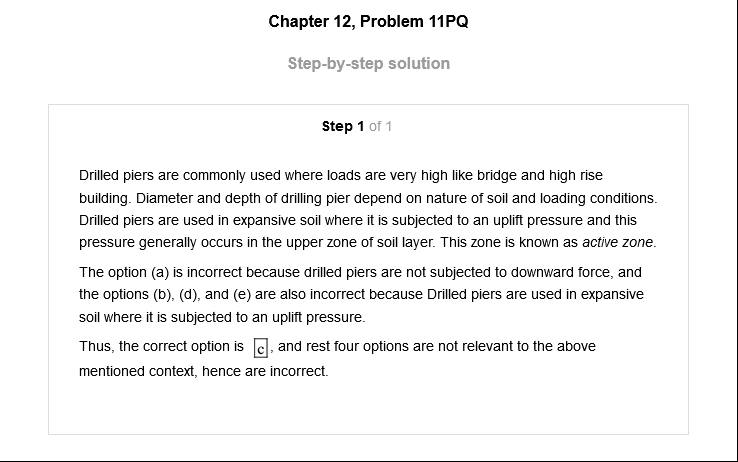 Chapter 12, Problem 11PQ
Step-by-step solution
Step 1 of 1
Drilled piers are commonly used where loads are very high like bridge and high rise
building. Diameter and depth of drilling pier depend on nature of soil and loading conditions.
Drilled piers are used in expansive soil where it is subjected to an uplift pressure and this
pressure generally occurs in the upper zone of soil layer. This zone is known as active zone.
The option (a) is incorrect because drilled piers are not subjected to downward force, and
the options (b), (d), and (e) are also incorrect because Drilled piers are used in expansive
soil where it is subjected to an uplift pressure.
Thus, the correct option is c, and rest four options are not relevant to the above
mentioned context, hence are incorrect.